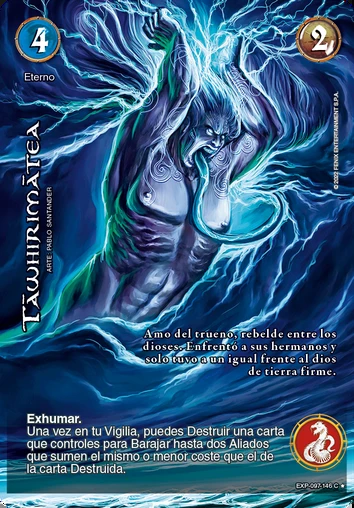 4
2
Eterno
© 2022 FENIX ENTERTAINMENT S.P.A.
Tāwhirimātea
ARTE: PABLO SANTANDER
Amo del trueno, rebelde entre los
dioses. Enfrentó a sus hermanos y
solo tuvo a un igual frente al dios
de tierra firme.
Exhumar.
Una vez en tu Vigilia, puedes Destruir una carta
que controles para Barajar hasta dos Aliados
que sumen el mismo o menor coste que el de
la carta Destruida.
EXP-097-146 C